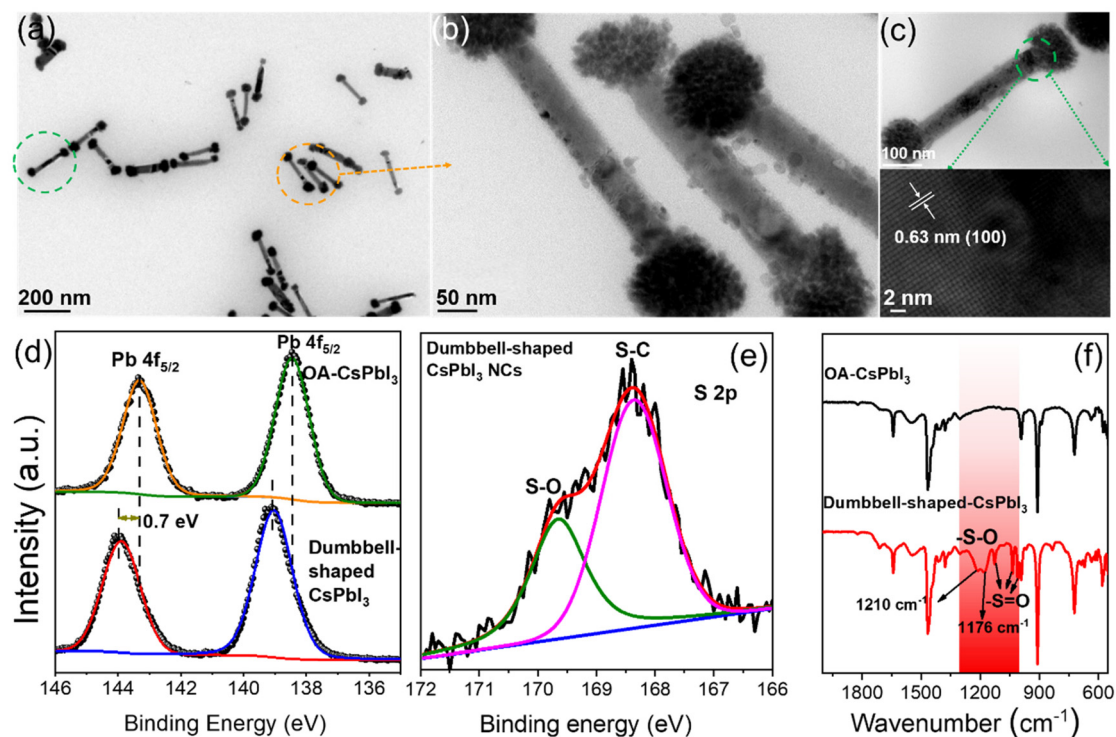 (a)
200 nm
(b)
50 nm
(c)
100 nm
0.63 nm (100)
2 nm
(d)
Pb 4f5/2
Pb 4f5/2
OA-CsPbI3
0.7 eV
Dumbbell-
shaped
CsPbI3
Intensity (a.u.)
146 144 142 140 138 136
Binding Energy (eV)
Dumbbell-shaped
CsPbI3 NCs
S-C
(e)
S 2p
S-O
172 171 170 169 168 167 166
Binding energy (eV)
(f)
OA-CsPbI3
Dumbbell-shaped-CsPbI3
-S-O
1210 cm-1
-S=O
1176 cm-1
1800 1500 1200 900 600
Wavenumber (cm-1)